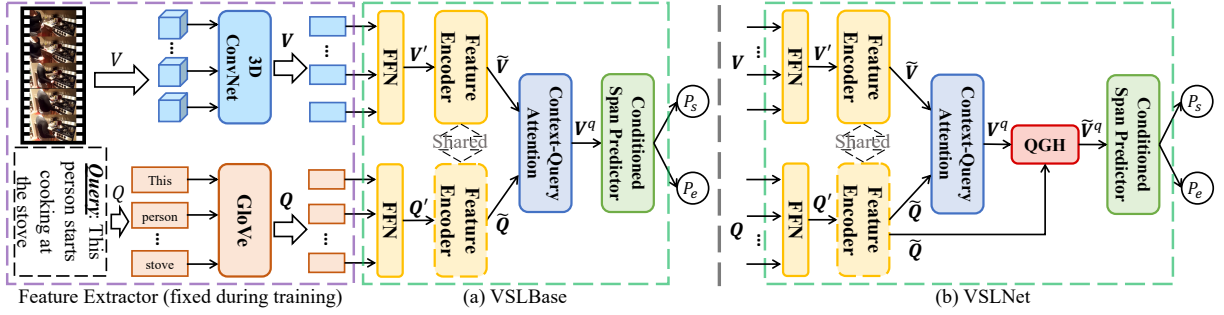 V
3D
ConvNet
V
FFN
V′
Feature
Encoder
Ṽ
Shared
Context-Query
Attention
V^q
Conditioned
Span Predictor
P_s
P_e
Query: This
person starts
cooking at
the stove
Q
This
person
...
stove
GloVe
Q
FFN
Q′
Feature
Encoder
Q̃
...
...
...
Feature Extractor (fixed during training)
(a) VSLBase
V
...
FFN
V′
Feature
Encoder
Ṽ
Shared
Context-Query
Attention
V^q
QGH
Ṽ^q
Conditioned
Span Predictor
P_s
P_e
Q
...
FFN
Q′
Feature
Encoder
Q̃
Q̃
(b) VSLNet